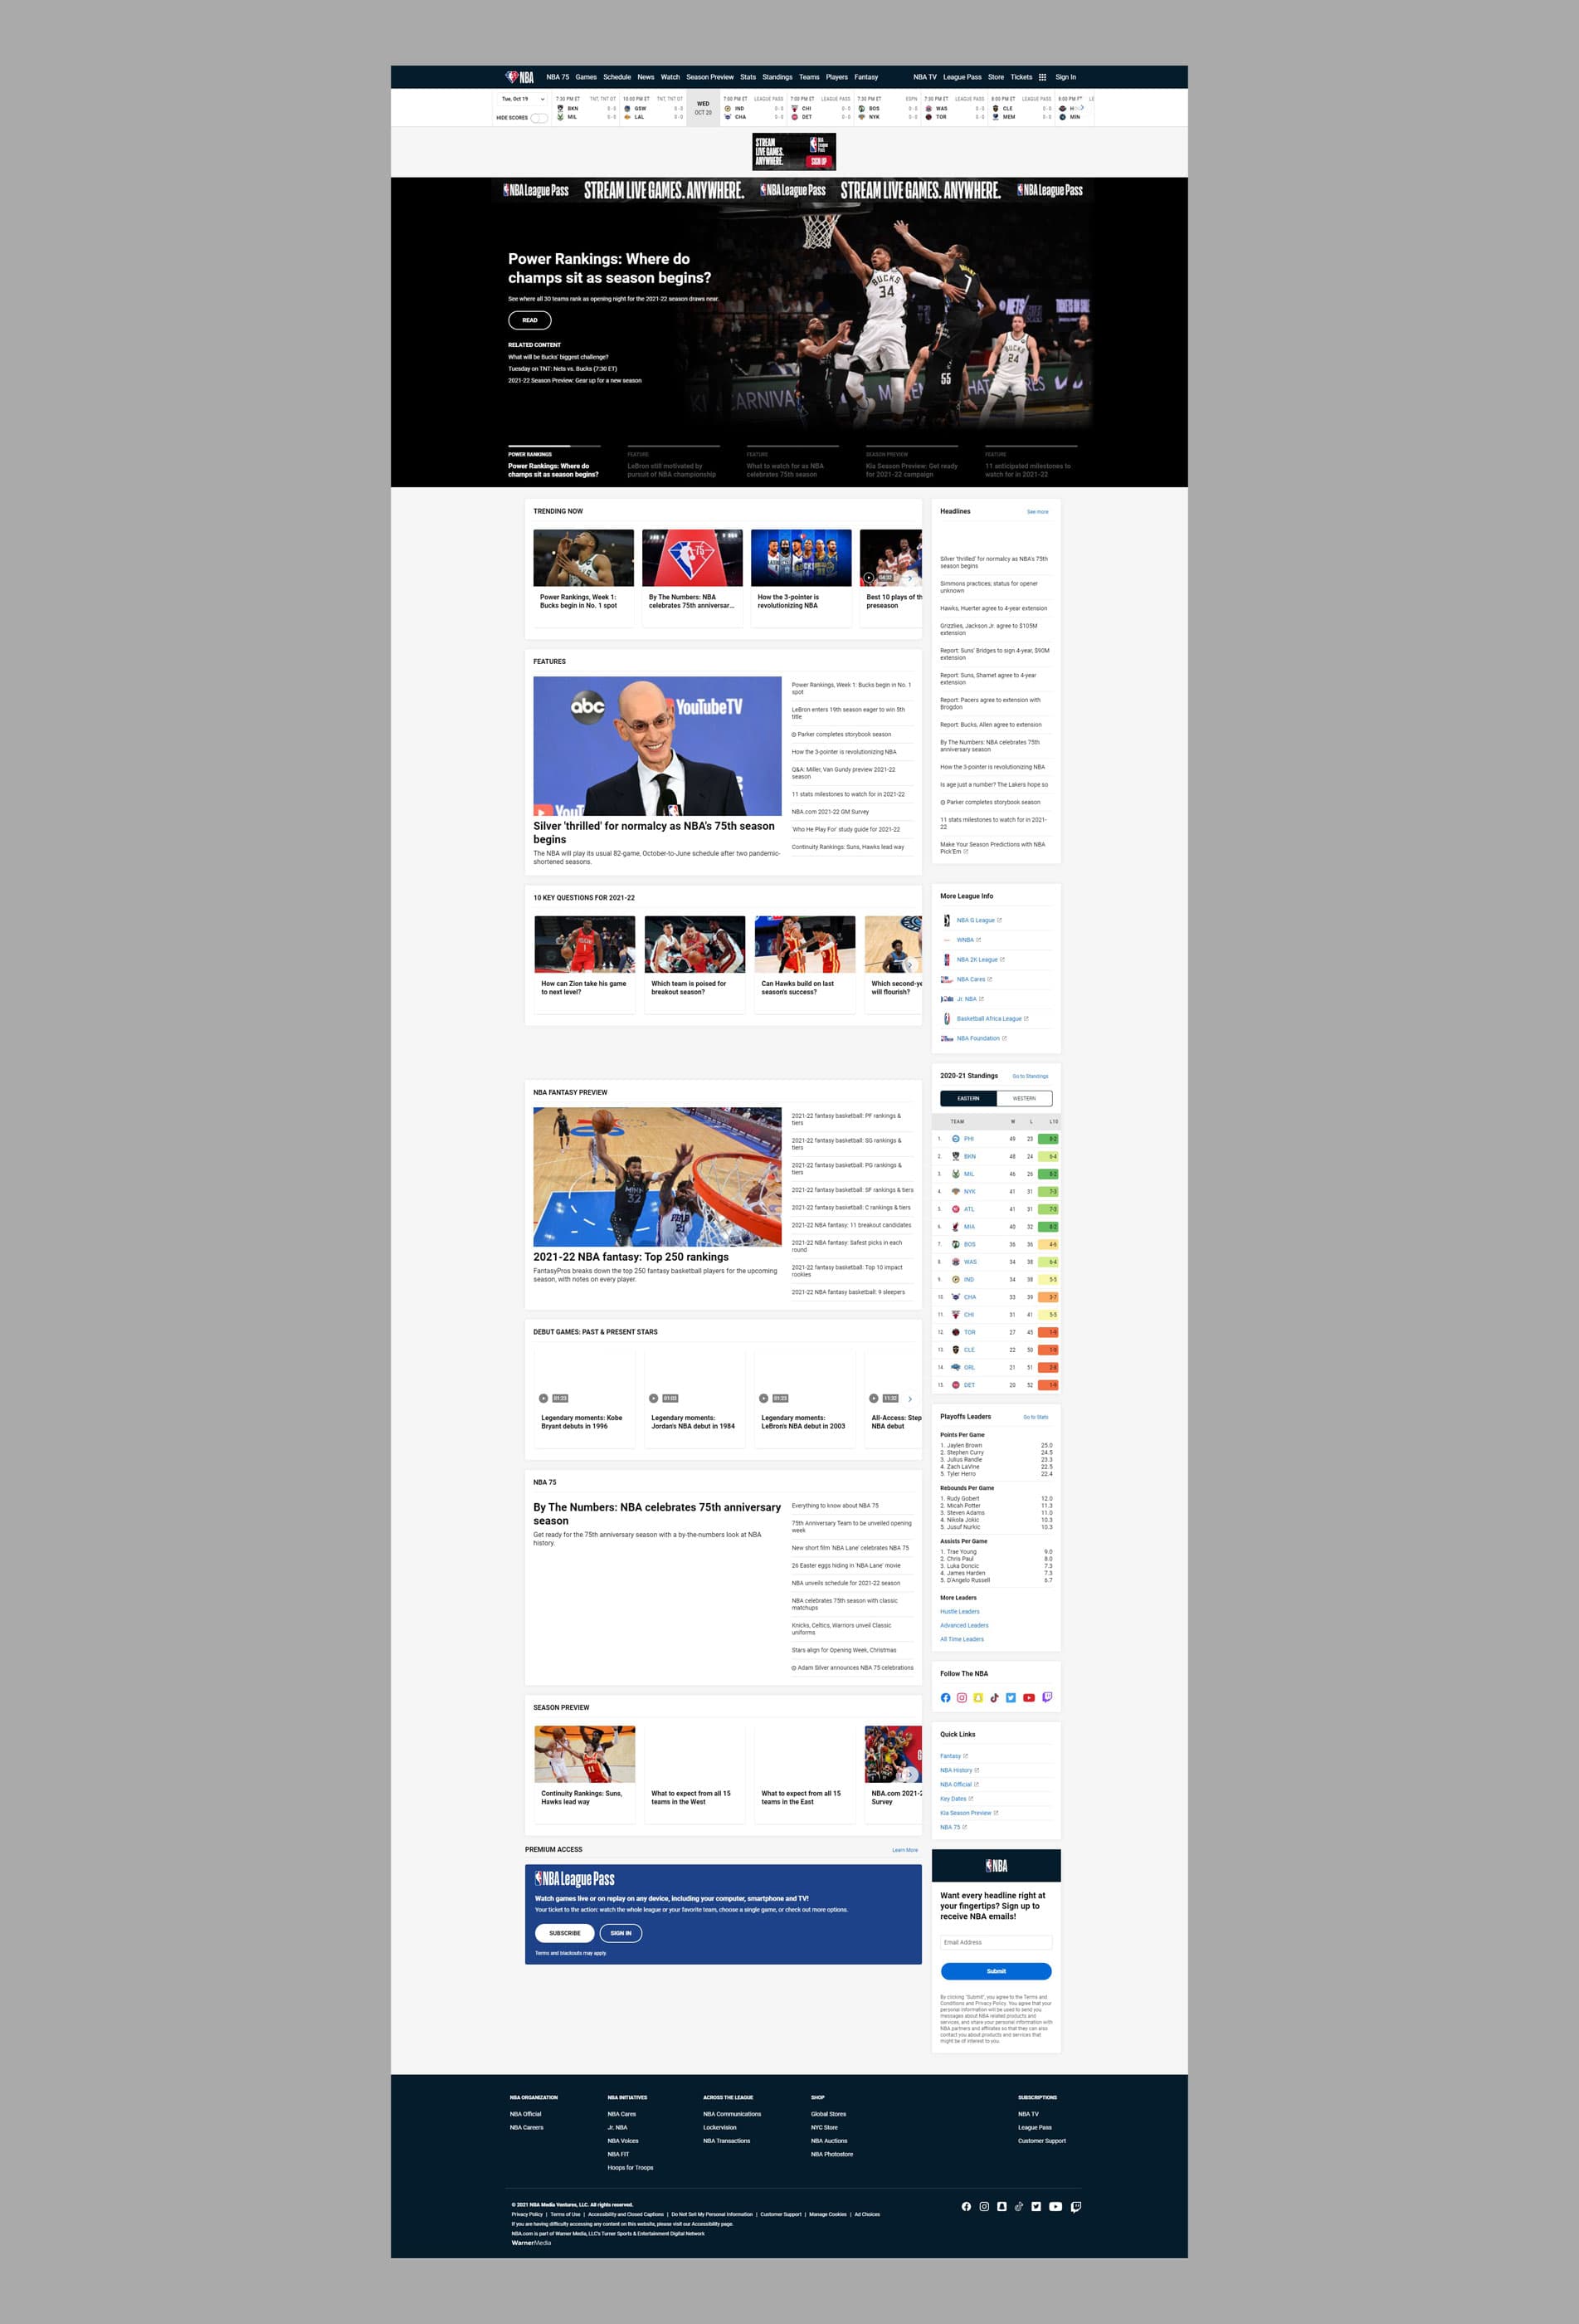 NBA
NBA 75 Games Schedule News Watch Season Preview Stats Standings Teams Players Fantasy NBA TV League Pass Store Tickets Sign In
Tue, Oct 19
HIDE SCORES
7:30 PM ET TNT, TNT OT
BKN 0-0
MIL 0-0
10:00 PM ET TNT, TNT OT
GSW 0-0
LAL 0-0
WED
OCT 20
7:00 PM ET LEAGUE PASS
IND 0-0
CHA 0-0
7:00 PM ET LEAGUE PASS
CHI 0-0
DET 0-0
7:30 PM ET ESPN
BOS 0-0
NYK 0-0
7:30 PM ET LEAGUE PASS
WAS 0-0
TOR 0-0
8:00 PM ET LEAGUE PASS
CLE 0-0
MEM 0-0
8:00 PM
MIN
STREAM
LIVE GAMES.
ANYWHERE.
SIGN UP
NBA League Pass STREAM LIVE GAMES. ANYWHERE. NBA League Pass STREAM LIVE GAMES. ANYWHERE. NBA League Pass
Power Rankings: Where do
champs sit as season begins?
See where all 30 teams rank as opening night for the 2021-22 season draws near.
READ
RELATED CONTENT
What will be Bucks' biggest challenge?
Tuesday on TNT: Nets vs. Bucks (7:30 ET)
2021-22 Season Preview: Gear up for a new season
BUCKS
34
7
BUCKS
24
55
POWER RANKINGS
Power Rankings: Where do
champs sit as season begins?
FEATURE
LeBron still motivated by
pursuit of NBA championship
FEATURE
What to watch for as NBA
celebrates 75th season
SEASON PREVIEW
Kia Season Preview: Get ready
for 2021-22 campaign
FEATURE
11 anticipated milestones to
watch for in 2021-22
TRENDING NOW
Power Rankings, Week 1:
Bucks begin in No. 1 spot
By The Numbers: NBA
celebrates 75th anniversar...
How the 3-pointer is
revolutionizing NBA
Best 10 plays of th
preseason
FEATURES
abc
YouTubeTV
Silver 'thrilled' for normalcy as NBA's 75th season
begins
The NBA will play its usual 82-game, October-to-June schedule after two pandemic-
shortened seasons.
Power Rankings, Week 1: Bucks begin in No. 1
spot
LeBron enters 19th season eager to win 5th
title
Parker completes storybook season
How the 3-pointer is revolutionizing NBA
Q&A: Miller, Van Gundy preview 2021-22
season
11 stats milestones to watch for in 2021-22
NBA.com 2021-22 GM Survey
'Who He Play For' study guide for 2021-22
Continuity Rankings: Suns, Hawks lead way
10 KEY QUESTIONS FOR 2021-22
How can Zion take his game
to next level?
Which team is poised for
breakout season?
Can Hawks build on last
season's success?
Which second-ye
will flourish?
NBA FANTASY PREVIEW
MINN
32
PHILA
21
2021-22 NBA fantasy: Top 250 rankings
FantasyPros breaks down the top 250 fantasy basketball players for the upcoming
season, with notes on every player.
2021-22 fantasy basketball: PF rankings &
tiers
2021-22 fantasy basketball: SG rankings &
tiers
2021-22 fantasy basketball: PG rankings &
tiers
2021-22 fantasy basketball: SF rankings & tiers
2021-22 fantasy basketball: C rankings & tiers
2021-22 NBA fantasy: 11 breakout candidates
2021-22 NBA fantasy: Safest picks in each
round
2021-22 fantasy basketball: Top 10 impact
rookies
2021-22 NBA fantasy basketball: 9 sleepers
DEBUT GAMES: PAST & PRESENT STARS
01:23
Legendary moments: Kobe
Bryant debuts in 1996
01:03
Legendary moments:
Jordan's NBA debut in 1984
01:23
Legendary moments:
LeBron's NBA debut in 2003
11:32
All-Access: Step
NBA debut
NBA 75
By The Numbers: NBA celebrates 75th anniversary
season
Get ready for the 75th anniversary season with a by-the-numbers look at NBA
history.
Everything to know about NBA 75
75th Anniversary Team to be unveiled opening
week
New short film 'NBA Lane' celebrates NBA 75
26 Easter eggs hiding in 'NBA Lane' movie
NBA unveils schedule for 2021-22 season
NBA celebrates 75th season with classic
matchups
Knicks, Celtics, Warriors unveil Classic
uniforms
Stars align for Opening Week, Christmas
Adam Silver announces NBA 75 celebrations
SEASON PREVIEW
Continuity Rankings: Suns,
Hawks lead way
What to expect from all 15
teams in the West
What to expect from all 15
teams in the East
NBA.com 2021-2
Survey
PREMIUM ACCESS Learn More
NBA League Pass
Watch games live or on replay on any device, including your computer, smartphone and TV!
Your ticket to the action: watch the whole league or your favorite team, choose a single game, or check out more options.
SUBSCRIBE SIGN IN
Terms and blackouts may apply.
Headlines See more
Silver 'thrilled' for normalcy as NBA's 75th
season begins
Simmons practices; status for opener
unknown
Hawks, Huerter agree to 4-year extension
Grizzlies, Jackson Jr. agree to $105M
extension
Report: Suns' Bridges to sign 4-year, $90M
extension
Report: Suns, Shamet agree to 4-year
extension
Report: Pacers agree to extension with
Brogdon
Report: Bucks, Allen agree to extension
By The Numbers: NBA celebrates 75th
anniversary season
How the 3-pointer is revolutionizing NBA
Is age just a number? The Lakers hope so
Parker completes storybook season
11 stats milestones to watch for in 2021-
22
Make Your Season Predictions with NBA
Pick'Em
More League Info
NBA G League
WNBA
NBA 2K League
NBA Cares
Jr. NBA
Basketball Africa League
NBA Foundation
2020-21 Standings Go to Standings
EASTERN WESTERN
TEAM W L L10
1. PHI 49 23 8-2
2. BKN 48 24 6-4
3. MIL 46 26 8-2
4. NYK 41 31 7-3
5. ATL 41 31 7-3
6. MIA 40 32 8-2
7. BOS 36 36 4-6
8. WAS 34 38 6-4
9. IND 34 38 5-5
10. CHA 33 39 3-7
11. CHI 31 41 5-5
12. TOR 27 45 1-9
13. CLE 22 50 1-9
14. ORL 21 51 2-8
15. DET 20 52 1-9
Playoffs Leaders Go to Stats
Points Per Game
1. Jaylen Brown 25.0
2. Stephen Curry 24.5
3. Julius Randle 23.3
4. Zach LaVine 22.5
5. Tyler Herro 22.4
Rebounds Per Game
1. Rudy Gobert 12.0
2. Micah Potter 11.3
3. Steven Adams 11.0
4. Nikola Jokic 10.3
5. Jusuf Nurkic 10.3
Assists Per Game
1. Trae Young 9.0
2. Chris Paul 8.0
3. Luka Doncic 7.3
4. James Harden 7.3
5. D'Angelo Russell 6.7
More Leaders
Hustle Leaders
Advanced Leaders
All Time Leaders
Follow The NBA
Quick Links
Fantasy
NBA History
NBA Official
Key Dates
Kia Season Preview
NBA 75
NBA
Want every headline right at
your fingertips? Sign up to
receive NBA emails!
Email Address
Submit
By clicking "Submit", you agree to the Terms and
Conditions and Privacy Policy. You agree that your
personal information will be used to send you
messages about NBA related products and
services, and share your personal information with
NBA partners and affiliates so that they can also
contact you about products and services that
might be of interest to you.
NBA ORGANIZATION
NBA Official
NBA Careers
NBA INITIATIVES
NBA Cares
Jr. NBA
NBA Voices
NBA FIT
Hoops for Troops
ACROSS THE LEAGUE
NBA Communications
Lockervision
NBA Transactions
SHOP
Global Stores
NYC Store
NBA Auctions
NBA Photostore
SUBSCRIPTIONS
NBA TV
League Pass
Customer Support
© 2021 NBA Media Ventures, LLC. All rights reserved.
Privacy Policy | Terms of Use | Accessibility and Closed Captions | Do Not Sell My Personal Information | Customer Support | Manage Cookies | Ad Choices
If you are having difficulty accessing any content on this website, please visit our Accessibility page.
NBA.com is part of Warner Media, LLC's Turner Sports & Entertainment Digital Network
WarnerMedia